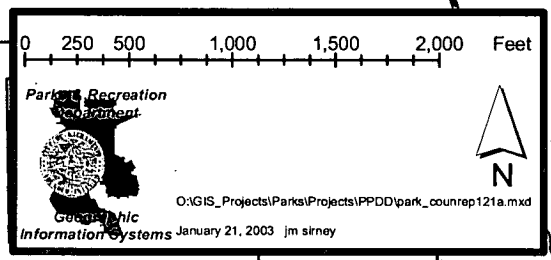 0 250 500 1,000 1,500 2,000 Feet
Parks & Recreation
Department
N
O:\GIS_Projects\Parks\Projects\PPDD\park_counrep121a.mxd
Geographic
Information Systems January 21, 2003 jm sirney